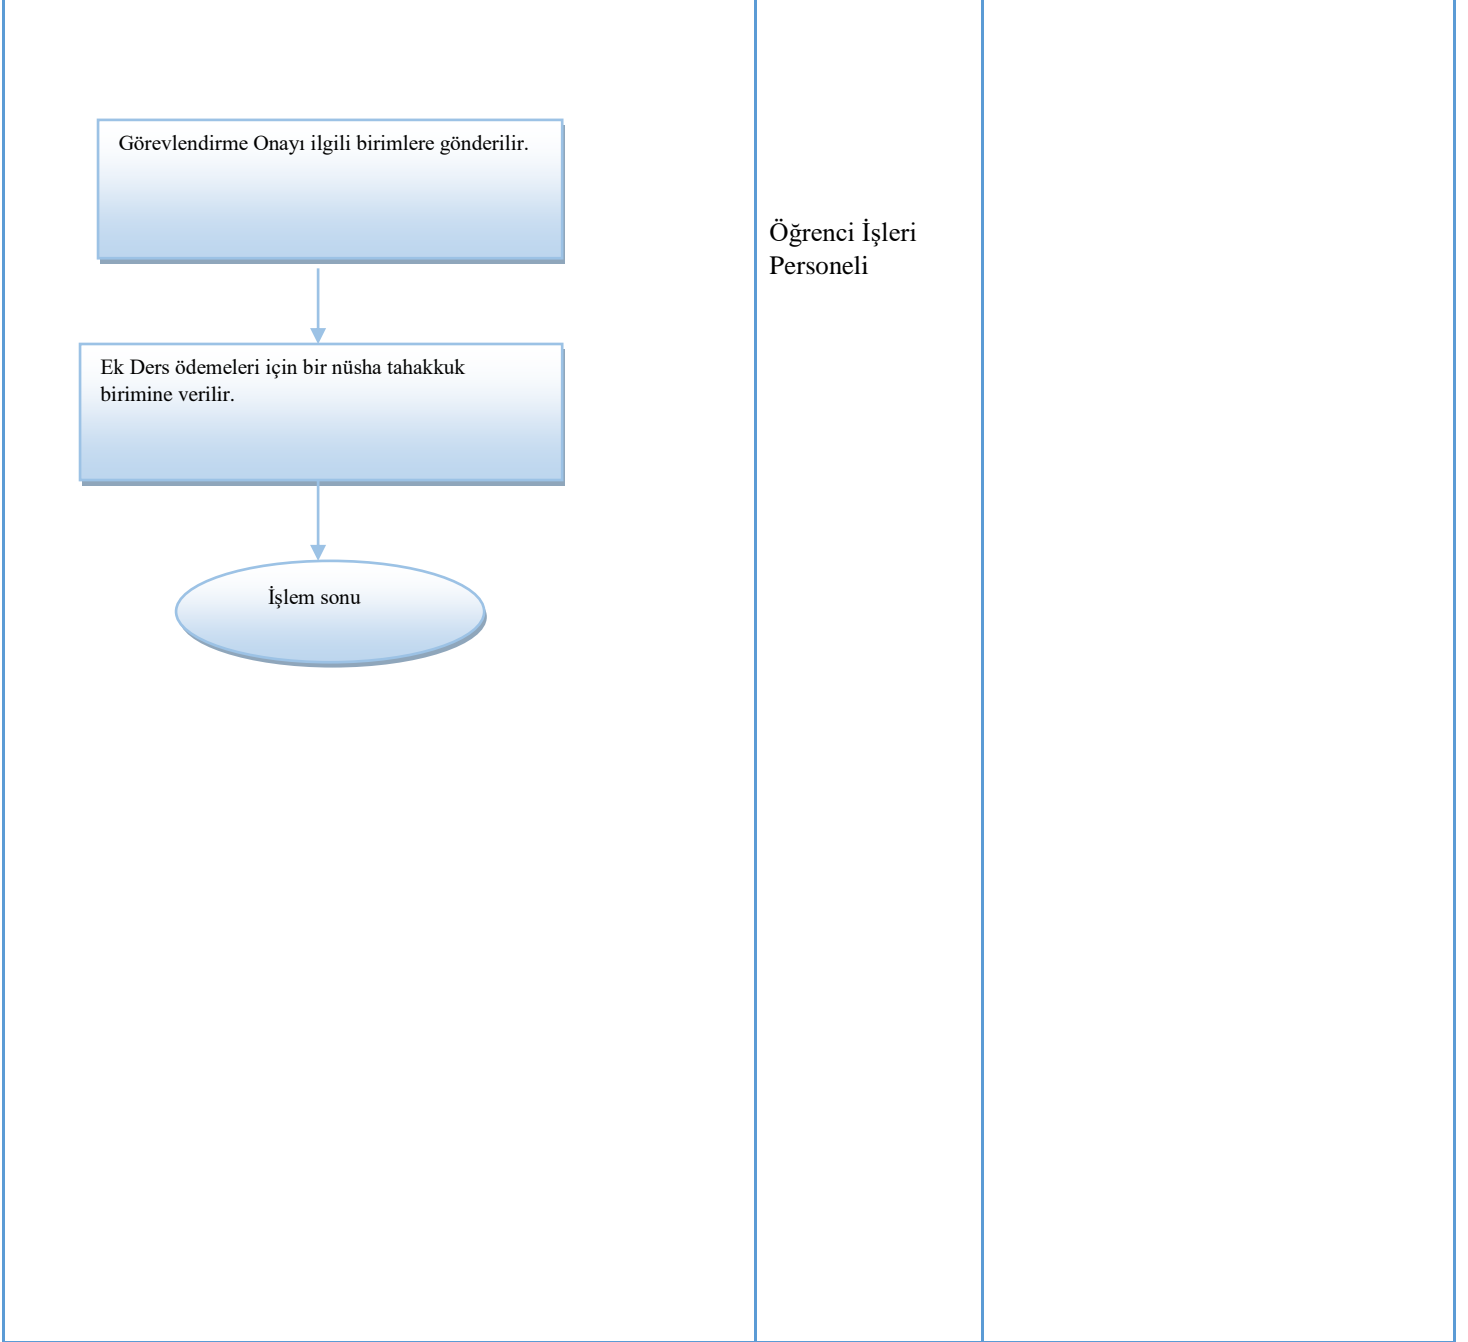 Görevlendirme Onayı ilgili birimlere gönderilir.
Öğrenci İşleri
Personeli
Ek Ders ödemeleri için bir nüsha tahakkuk
birimine verilir.
İşlem sonu